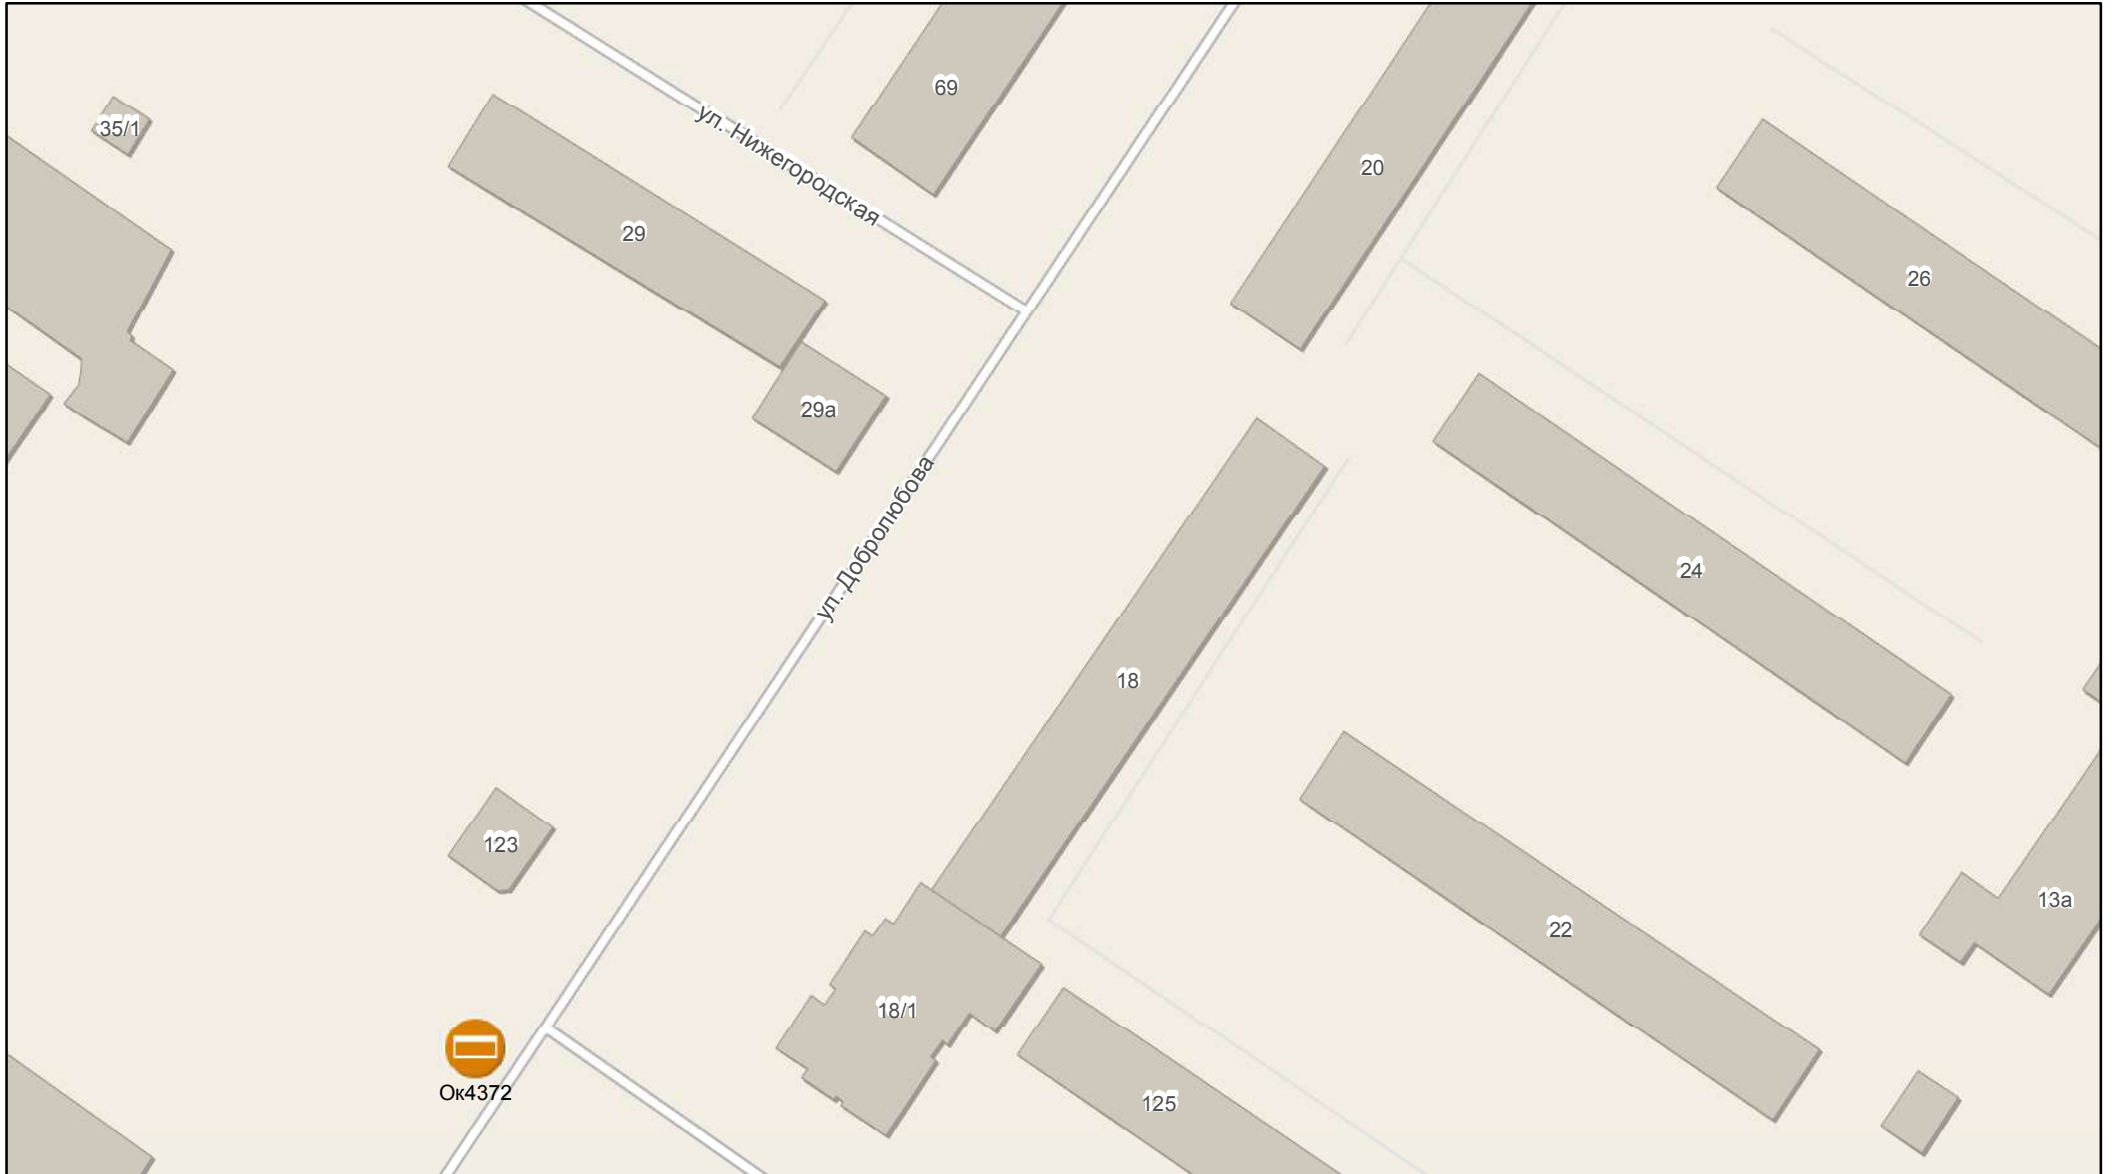 69
35/1
ул. Нижегородская
20
29
26
29а
ул. Добролюбова
24
18
123
13а
22
18/1
Ок4372
125